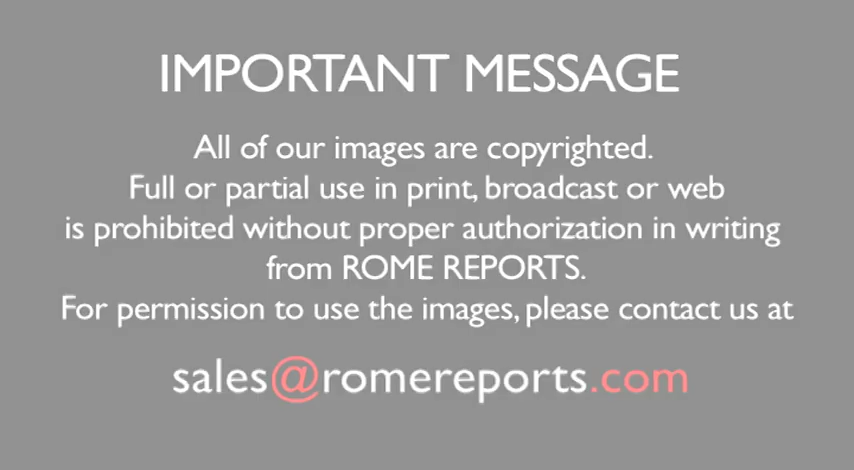 IMPORTANT MESSAGE
All of our images are copyrighted.
Full or partial use in print, broadcast or web
is prohibited without proper authorization in writing
from ROME REPORTS.
For permission to use the images, please contact us at
sales@romereports.com